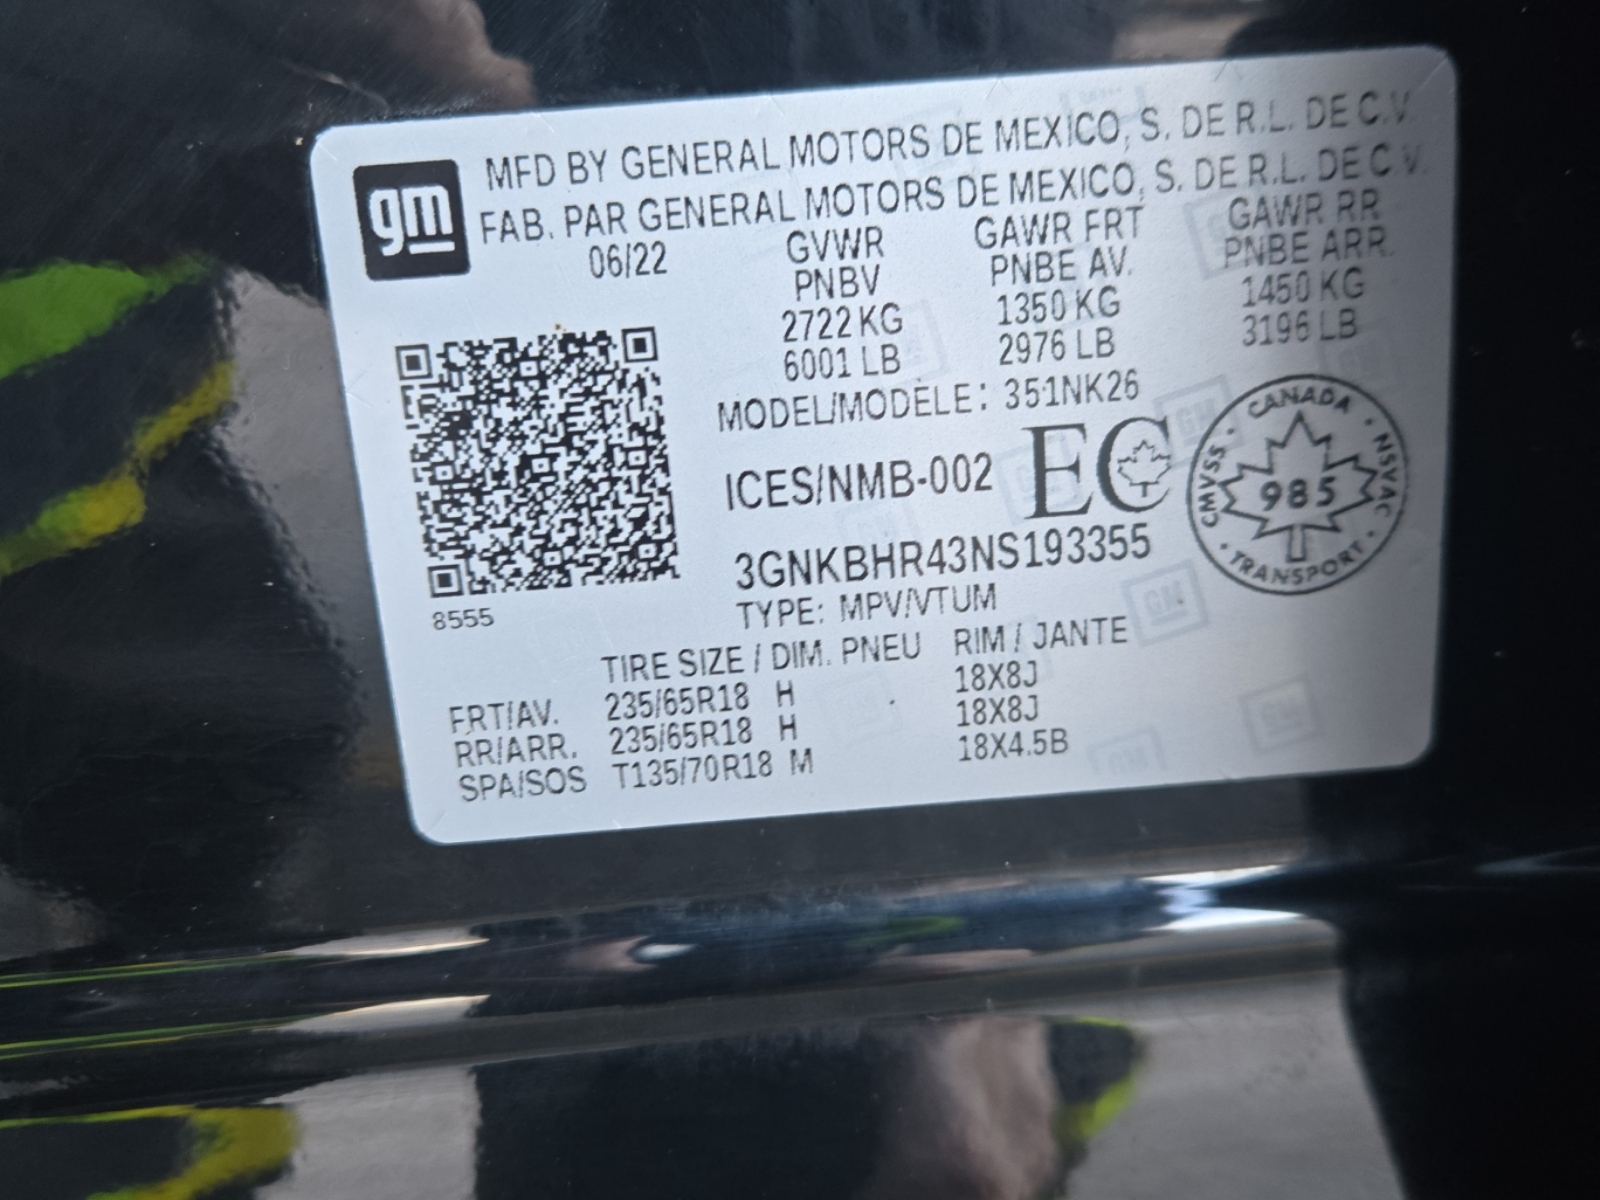 gm
MFD BY GENERAL MOTORS DE MEXICO, S. DE R.L. DE C.V.
FAB. PAR GENERAL MOTORS DE MEXICO, S. DE R.L. DE C.V.
06/22
GVWR
PNBV
2722 KG
6001 LB
GAWR FRT
PNBE AV.
1350 KG
2976 LB
GAWR RR
PNBE ARR.
1450 KG
3196 LB
MODEL/MODÈLE: 351NK26
ICES/NMB-002 EC
CANADA · NSVAC · TRANSPORT · CMVSS ·
985
3GNKBHR43NS193355
TYPE: MPV/VTUM
8555
TIRE SIZE / DIM. PNEU RIM / JANTE
FRT/AV. 235/65R18 H 18X8J
RR/ARR. 235/65R18 H 18X8J
SPA/SOS T135/70R18 M 18X4.5B